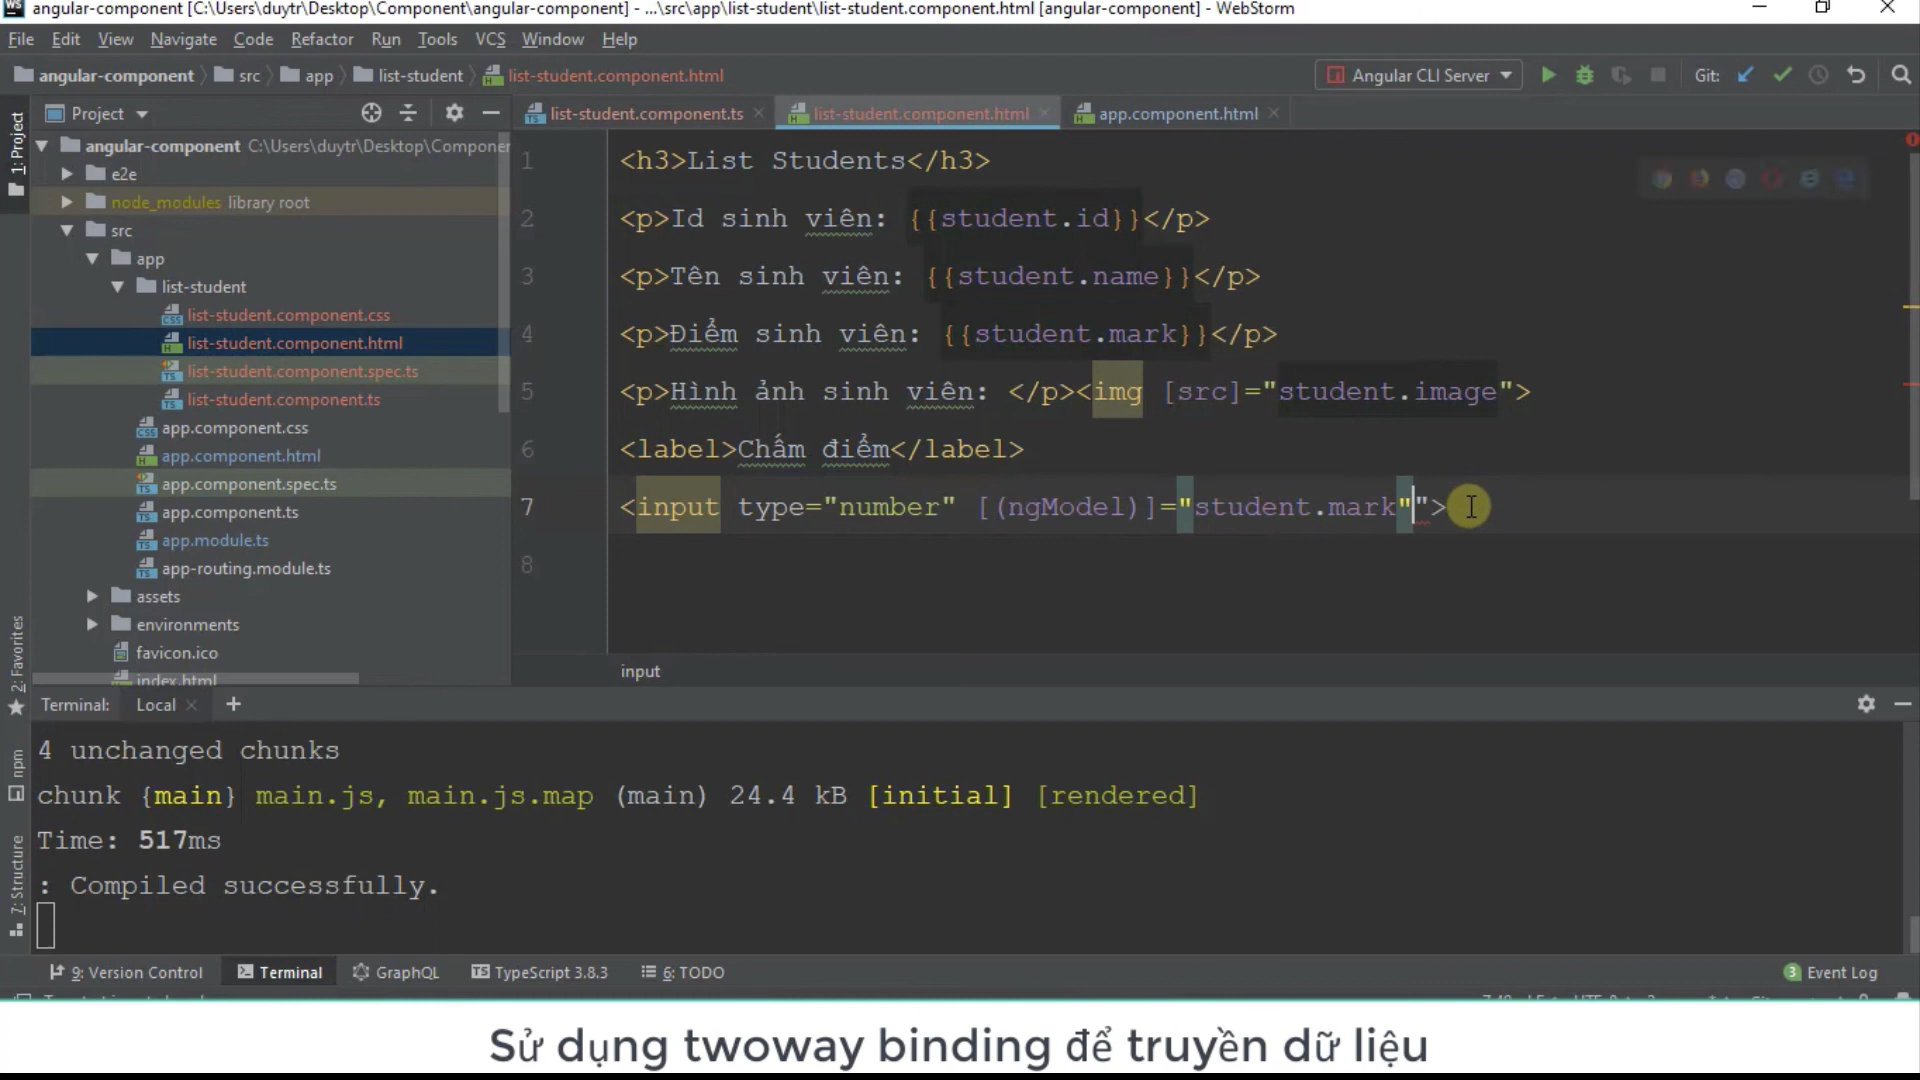 WS angular-component [C:\Users\duytr\Desktop\Component\angular-component] - ...\src\app\list-student\list-student.component.html [angular-component] - WebStorm
File Edit View Navigate Code Refactor Run Tools VCS Window Help
angular-component src app list-student list-student.component.html Angular CLI Server Git:
1: Project
Project
list-student.component.ts list-student.component.html app.component.html
angular-component C:\Users\duytr\Desktop\Componen
e2e
node_modules library root
src
app
list-student
list-student.component.css
list-student.component.html
list-student.component.spec.ts
list-student.component.ts
app.component.css
app.component.html
app.component.spec.ts
app.component.ts
app.module.ts
app-routing.module.ts
assets
environments
favicon.ico
index.html
1 <h3>List Students</h3>
2 <p>Id sinh viên: {{student.id}}</p>
3 <p>Tên sinh viên: {{student.name}}</p>
4 <p>Điểm sinh viên: {{student.mark}}</p>
5 <p>Hình ảnh sinh viên: </p><img [src]="student.image">
6 <label>Chấm điểm</label>
7 <input type="number" [(ngModel)]="student.mark"">
8
input
2: Favorites
npm
7: Structure
Terminal: Local
4 unchanged chunks
chunk {main} main.js, main.js.map (main) 24.4 kB [initial] [rendered]
Time: 517ms
: Compiled successfully.
9: Version Control Terminal GraphQL TypeScript 3.8.3 6: TODO 3 Event Log
Sử dụng twoway binding để truyền dữ liệu